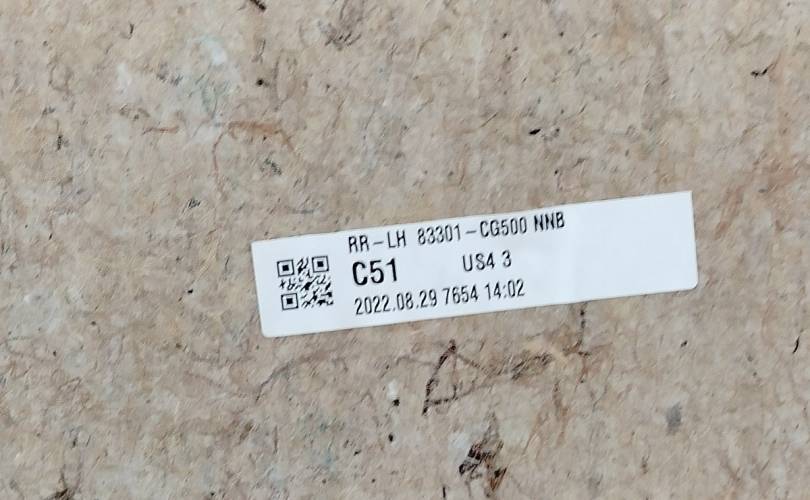 RR-LH 83301-CG500 NNB
C51 US4 3
2022.08.29 7654 14:02